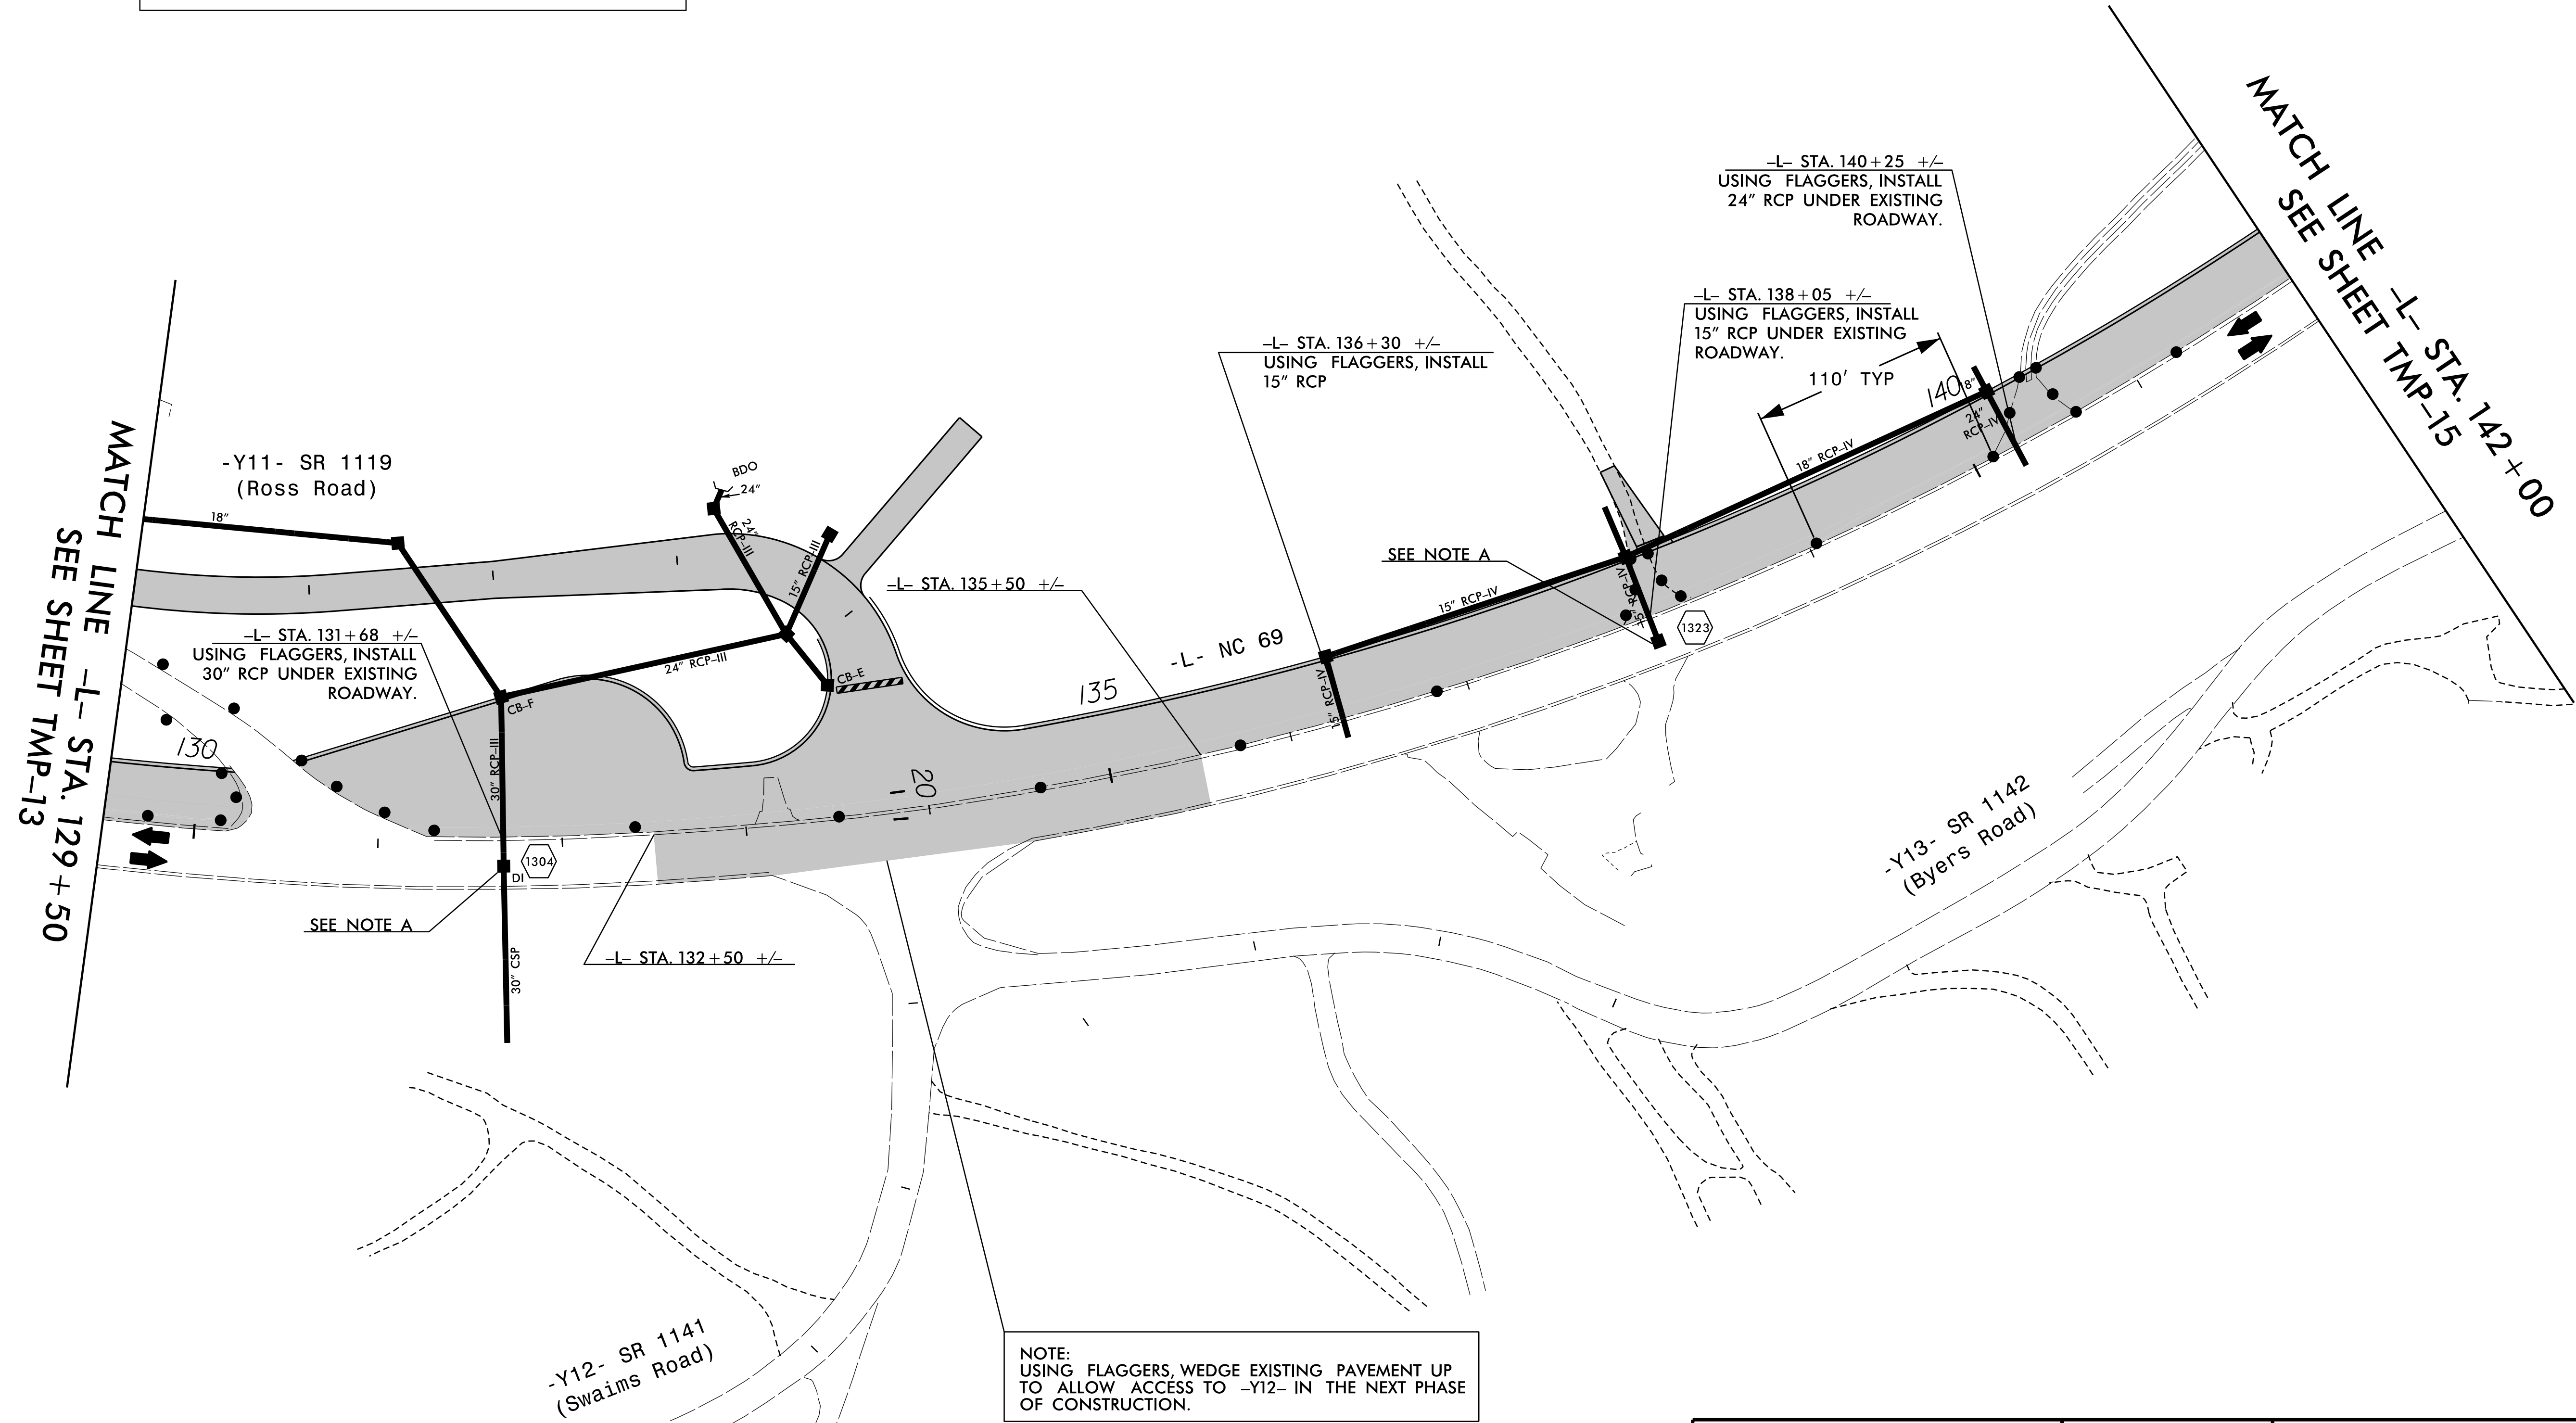 -L- STA. 140+25 +/-
USING FLAGGERS, INSTALL
24" RCP UNDER EXISTING
ROADWAY.
MATCH LINE -L- STA. 142+00
SEE SHEET TMP-15
-L- STA. 138+05 +/-
USING FLAGGERS, INSTALL
15" RCP UNDER EXISTING
ROADWAY.
110' TYP
-L- STA. 136+30 +/-
USING FLAGGERS, INSTALL
15" RCP
140
18"
24"
RCP-IV
18" RCP-IV
MATCH LINE -L- STA. 129+50
SEE SHEET TMP-13
-Y11- SR 1119
(Ross Road)
18"
BDO
24"
24"
RCP-III
15" RCP-III
SEE NOTE A
15" RCP-IV
15" RCP-IV
1323
-L- STA. 135+50 +/-
-L- STA. 131+68 +/-
USING FLAGGERS, INSTALL
30" RCP UNDER EXISTING
ROADWAY.
24" RCP-III
CB-E
CB-F
-L- NC 69
135
15" RCP-IV
130
30" RCP-III
20
1304
DI
SEE NOTE A
-L- STA. 132+50 +/-
30" CSP
-Y13- SR 1142
(Byers Road)
-Y12- SR 1141
(Swaims Road)
NOTE:
USING FLAGGERS, WEDGE EXISTING PAVEMENT UP
TO ALLOW ACCESS TO -Y12- IN THE NEXT PHASE
OF CONSTRUCTION.